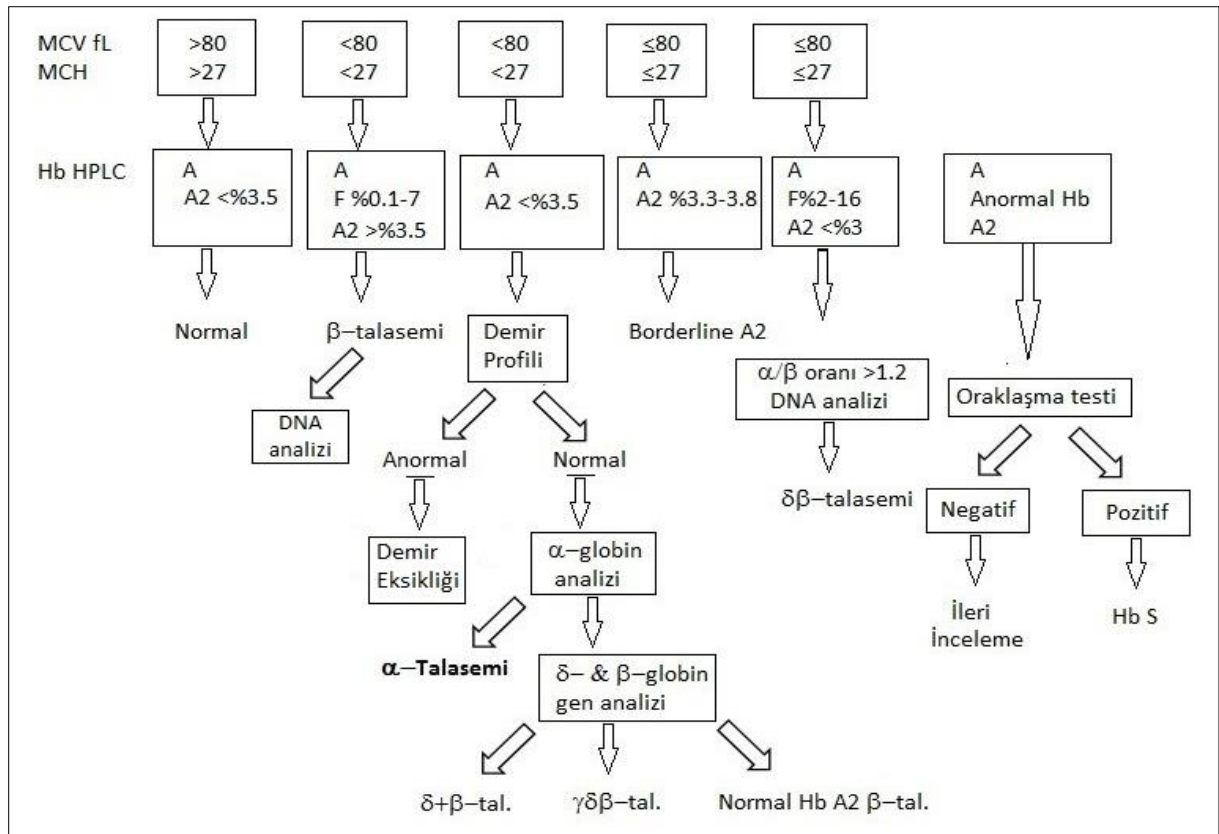 MCV fL
MCH
>80
>27
<80
<27
<80
<27
≤80
≤27
≤80
≤27
Hb HPLC
A
A2 <%3.5
A
F %0.1-7
A2 >%3.5
A
A2 <%3.5
A
A2 %3.3-3.8
A
F%2-16
A2 <%3
A
Anormal Hb
A2
Normal
β–talasemi
Demir
Profili
Borderline A2
α/β oranı >1.2
DNA analizi
Oraklaşma testi
DNA
analizi
Anormal
Normal
δβ–talasemi
Negatif
Pozitif
Demir
Eksikliği
α–globin
analizi
İleri
İnceleme
Hb S
α–Talasemi
δ– & β–globin
gen analizi
δ+β–tal.
γδβ–tal.
Normal Hb A2 β–tal.